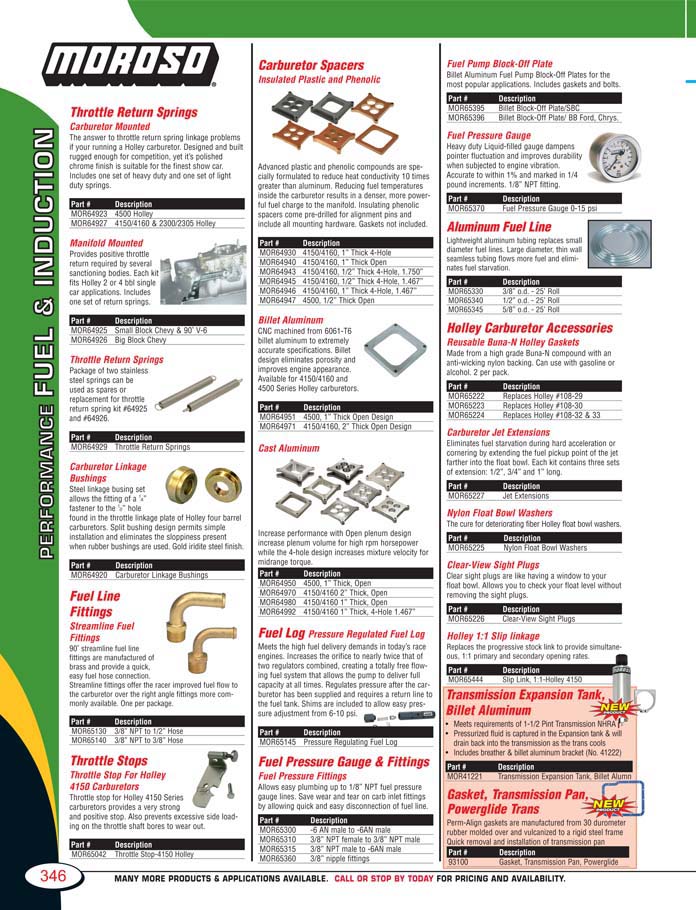 MOROSO
PERFORMANCE FUEL & INDUCTION
Throttle Return Springs
Carburetor Mounted
The answer to throttle return spring linkage problems
if your running a Holley carburetor. Designed and built
rugged enough for competition, yet it's polished
chrome finish is suitable for the finest show car.
Includes one set of heavy duty and one set of light
duty springs.
Part # Description
MOR64923 4500 Holley
MOR64927 4150/4160 & 2300/2305 Holley
Manifold Mounted
Provides positive throttle
return required by several
sanctioning bodies. Each kit
fits Holley 2 or 4 bbl single
car applications. Includes
one set of return springs.
Part # Description
MOR64925 Small Block Chevy & 90˚ V-6
MOR64926 Big Block Chevy
Throttle Return Springs
Package of two stainless
steel springs can be
used as spares or
replacement for throttle
return spring kit #64925
and #64926.
Part # Description
MOR64929 Throttle Return Springs
Carburetor Linkage
Bushings
Steel linkage busing set
allows the fitting of a
fastener to the hole
found in the throttle linkage plate of Holley four barrel
carburetors. Split bushing design permits simple
installation and eliminates the sloppiness present
when rubber bushings are used. Gold iridite steel finish.
Part # Description
MOR64920 Carburetor Linkage Bushings
Fuel Line
Fittings
Streamline Fuel
Fittings
90˚ streamline fuel line
fittings are manufactured of
brass and provide a quick,
easy fuel hose connection.
Streamline fittings offer the racer improved fuel flow to
the carburetor over the right angle fittings more com-
monly available. One per package.
Part # Description
MOR65130 3/8" NPT to 1/2" Hose
MOR65140 3/8" NPT to 3/8" Hose
Throttle Stops
Throttle Stop For Holley
4150 Carburetors
Throttle stop for Holley 4150 Series
carburetors provides a very strong
and positive stop. Also prevents excessive side load-
ing on the throttle shaft bores to wear out.
Part # Description
MOR65042 Throttle Stop-4150 Holley
Carburetor Spacers
Insulated Plastic and Phenolic
Advanced plastic and phenolic compounds are spe-
cially formulated to reduce heat conductivity 10 times
greater than aluminum. Reducing fuel temperatures
inside the carburetor results in a denser, more power-
ful fuel charge to the manifold. Insulating phenolic
spacers come pre-drilled for alignment pins and
include all mounting hardware. Gaskets not included.
Part # Description
MOR64930 4150/4160, 1" Thick 4-Hole
MOR64940 4150/4160, 1" Thick Open
MOR64943 4150/4160, 1/2" Thick 4-Hole, 1.750"
MOR64945 4150/4160, 1/2" Thick 4-Hole, 1.467"
MOR64946 4150/4160, 1" Thick 4-Hole, 1.467"
MOR64947 4500, 1/2" Thick Open
Billet Aluminum
CNC machined from 6061-T6
billet aluminum to extremely
accurate specifications. Billet
design eliminates porosity and
improves engine appearance.
Available for 4150/4160 and
4500 Series Holley carburetors.
Part # Description
MOR64951 4500, 1" Thick Open Design
MOR64971 4150/4160, 2" Thick Open Design
Cast Aluminum
Increase performance with Open plenum design
increase plenum volume for high rpm horsepower
while the 4-hole design increases mixture velocity for
midrange torque.
Part # Description
MOR64950 4500, 1" Thick, Open
MOR64970 4150/4160 2" Thick, Open
MOR64980 4150/4160 1" Thick, Open
MOR64992 4150/4160 1" Thick, 4-Hole 1.467"
Fuel Log Pressure Regulated Fuel Log
Meets the high fuel delivery demands in today's race
engines. Increases the orifice to nearly twice that of
two regulators combined, creating a totally free flow-
ing fuel system that allows the pump to deliver full
capacity at all times. Regulates pressure after the car-
buretor has been supplied and requires a return line to
the fuel tank. Shims are included to allow easy pres-
sure adjustment from 6-10 psi.
Part # Description
MOR65145 Pressure Regulating Fuel Log
Fuel Pressure Gauge & Fittings
Fuel Pressure Fittings
Allows easy plumbing up to 1/8" NPT fuel pressure
gauge lines. Save wear and tear on carb inlet fittings
by allowing quick and easy disconnection of fuel line.
Part # Description
MOR65300 -6 AN male to -6AN male
MOR65310 3/8" NPT female to 3/8" NPT male
MOR65315 3/8" NPT male to -6AN male
MOR65360 3/8" nipple fittings
Fuel Pump Block-Off Plate
Billet Aluminum Fuel Pump Block-Off Plates for the
most popular applications. Includes gaskets and bolts.
Part # Description
MOR65395 Billet Block-Off Plate/SBC
MOR65396 Billet Block-Off Plate/ BB Ford, Chrys.
Fuel Pressure Gauge
Heavy duty Liquid-filled gauge dampens
pointer fluctuation and improves durability
when subjected to engine vibration.
Accurate to within 1% and marked in 1/4
pound increments. 1/8" NPT fitting.
Part # Description
MOR65370 Fuel Pressure Gauge 0-15 psi
Aluminum Fuel Line
Lightweight aluminum tubing replaces small
diameter fuel lines. Large diameter, thin wall
seamless tubing flows more fuel and elimi-
nates fuel starvation.
Part # Description
MOR65330 3/8" o.d. - 25' Roll
MOR65340 1/2" o.d. - 25' Roll
MOR65345 5/8" o.d. - 25' Roll
Holley Carburetor Accessories
Reusable Buna-N Holley Gaskets
Made from a high grade Buna-N compound with an
anti-wicking nylon backing. Can use with gasoline or
alcohol. 2 per pack.
Part # Description
MOR65222 Replaces Holley #108-29
MOR65223 Replaces Holley #108-30
MOR65224 Replaces Holley #108-32 & 33
Carburetor Jet Extensions
Eliminates fuel starvation during hard acceleration or
cornering by extending the fuel pickup point of the jet
farther into the float bowl. Each kit contains three sets
of extension: 1/2", 3/4" and 1" long.
Part # Description
MOR65227 Jet Extensions
Nylon Float Bowl Washers
The cure for deteriorating fiber Holley float bowl washers.
Part # Description
MOR65225 Nylon Float Bowl Washers
Clear-View Sight Plugs
Clear sight plugs are like having a window to your
float bowl. Allows you to check your float level without
removing the sight plugs.
Part # Description
MOR65226 Clear-View Sight Plugs
Holley 1:1 Slip linkage
Replaces the progressive stock link to provide simultane-
ous, 1:1 primary and secondary opening rates.
Part # Description
MOR65444 Slip Link, 1:1-Holley 4150
Transmission Expansion Tank,
Billet Aluminum
NEW
PRODUCT
• Meets requirements of 1-1/2 Pint Transmission NHRA
• Pressurized fluid is captured in the Expansion tank & will
drain back into the transmission as the trans cools
• Includes breather & billet aluminum bracket (No. 41222)
Part # Description
MOR41221 Transmission Expansion Tank, Billet Alumn
Gasket, Transmission Pan,
Powerglide Trans
NEW
PRODUCT
Perm-Align gaskets are manufactured from 30 durometer
rubber molded over and vulcanized to a rigid steel frame
Quick removal and installation of transmission pan
Part # Description
93100 Gasket, Transmission Pan, Powerglide
346
MANY MORE PRODUCTS & APPLICATIONS AVAILABLE. CALL OR STOP BY TODAY FOR PRICING AND AVAILABILITY.